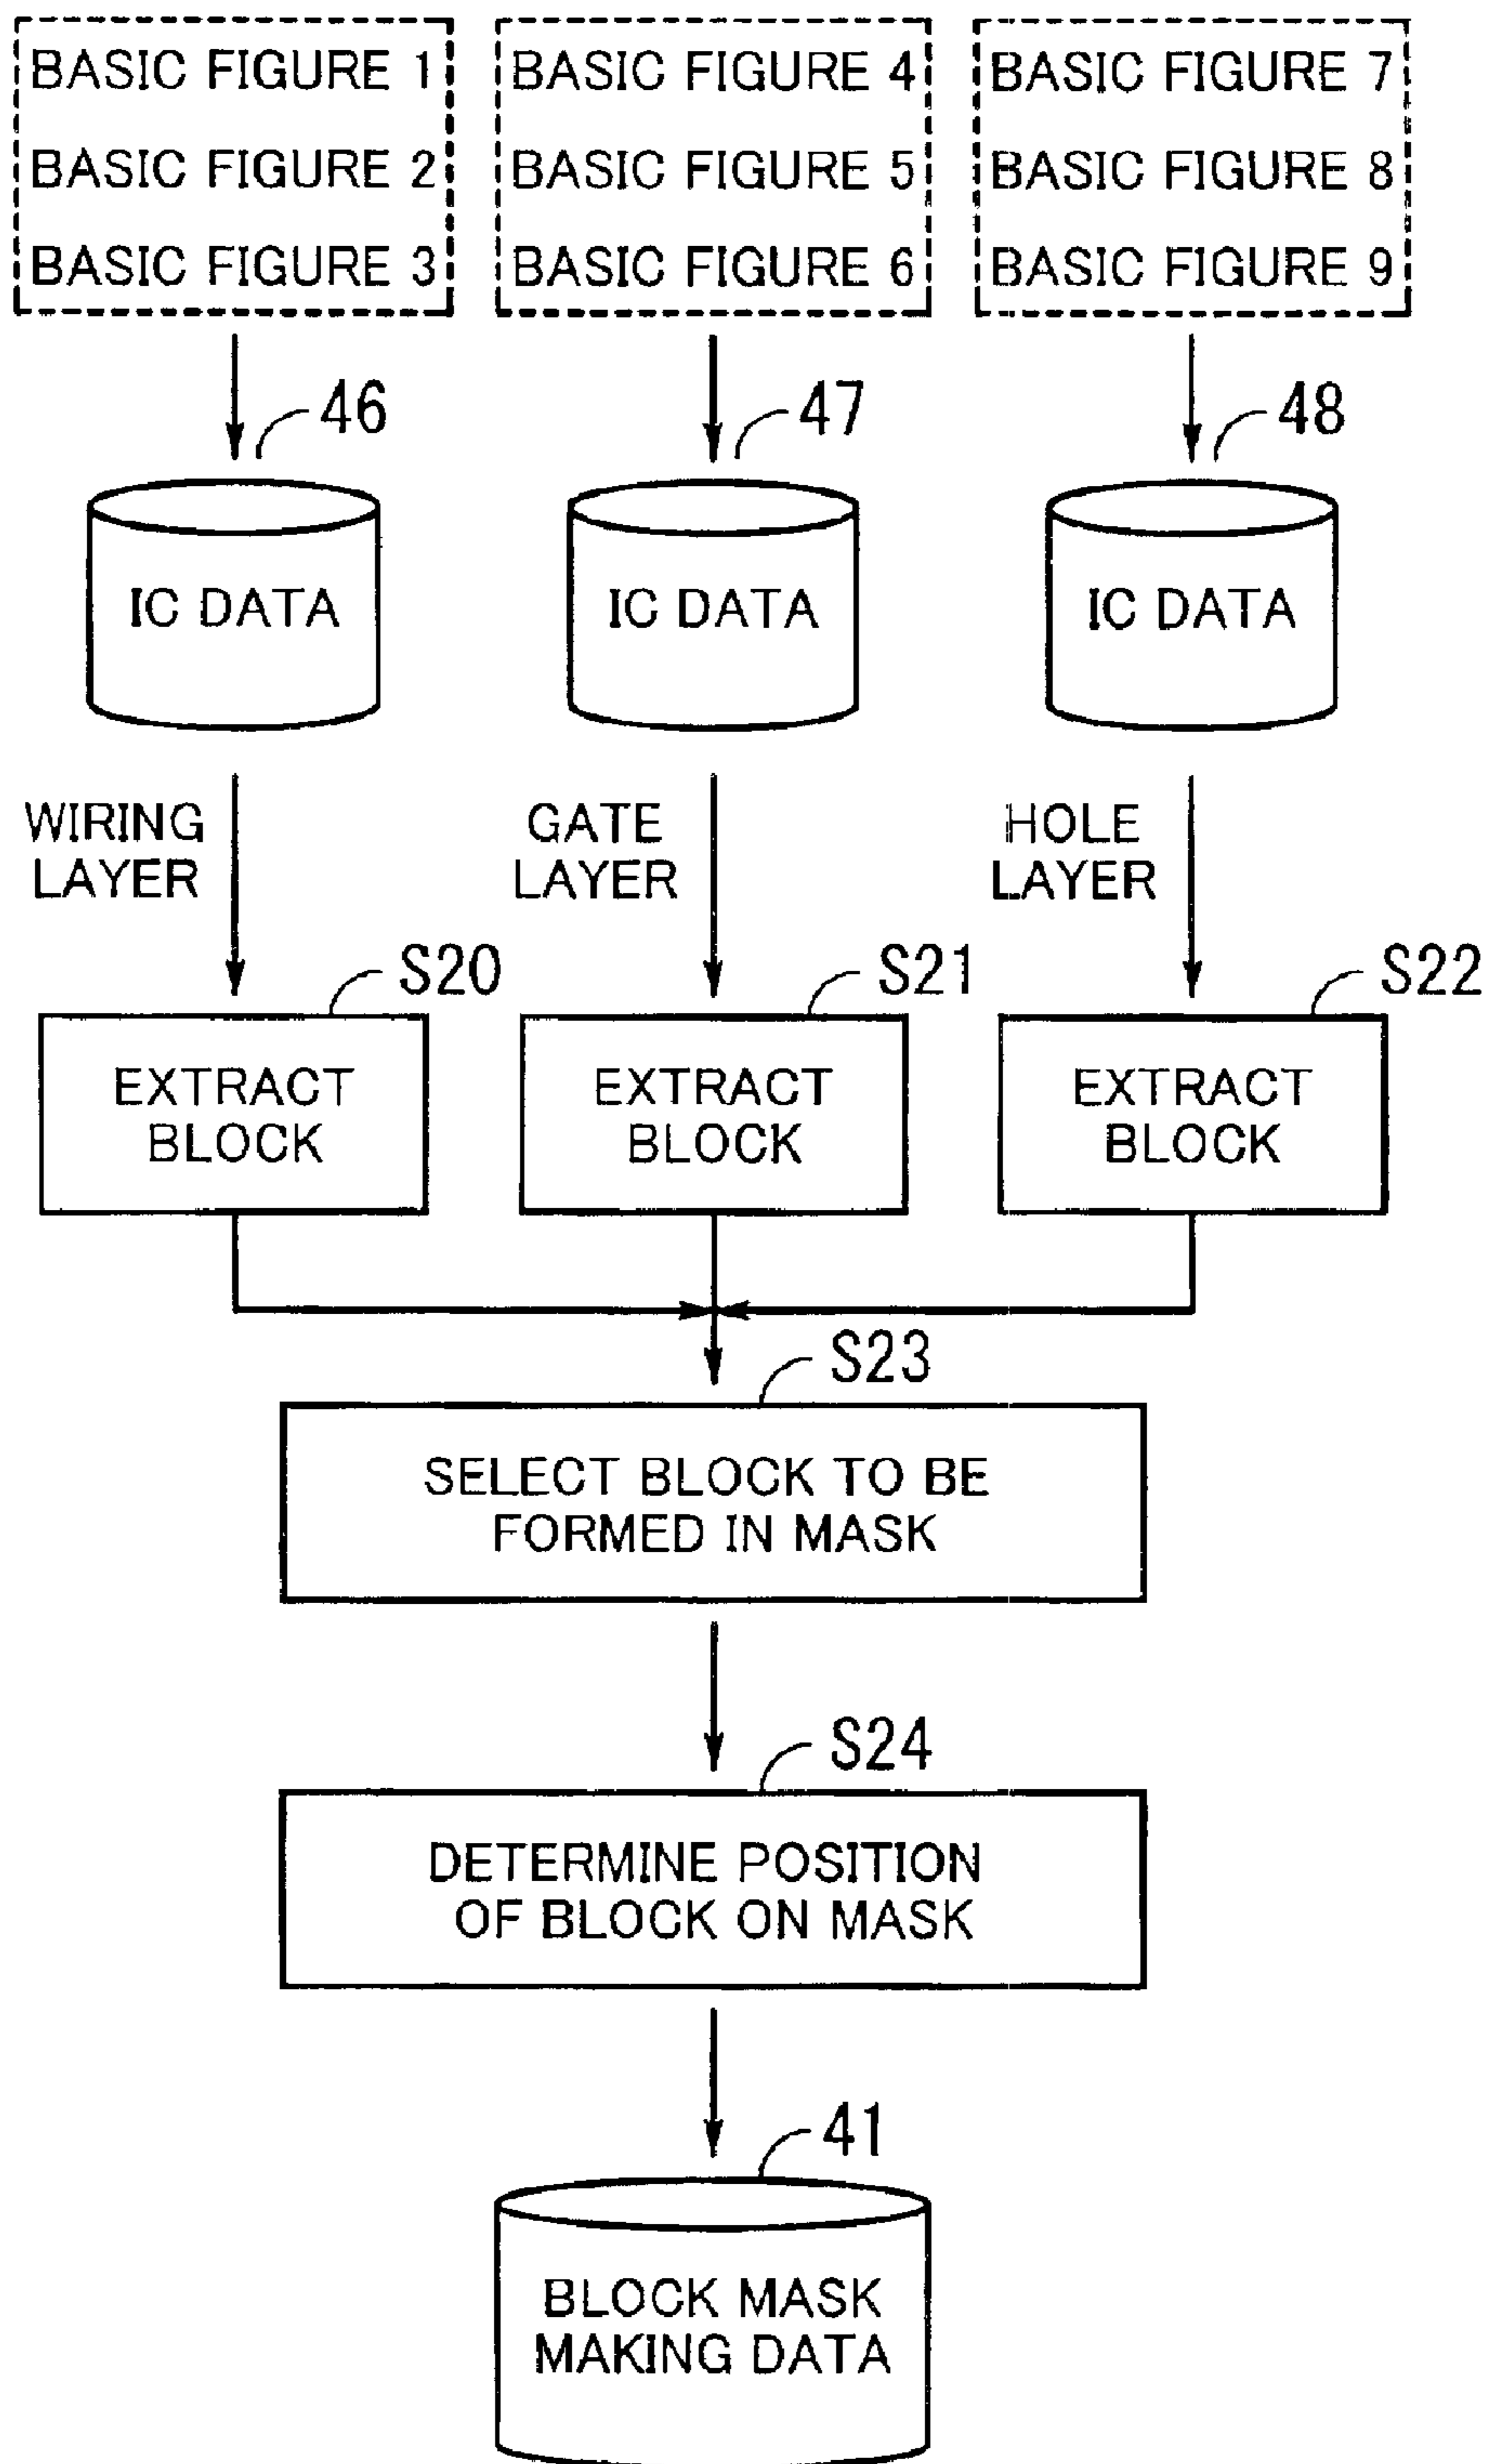 BASIC FIGURE 1
BASIC FIGURE 2
BASIC FIGURE 3
BASIC FIGURE 4
BASIC FIGURE 5
BASIC FIGURE 6
BASIC FIGURE 7
BASIC FIGURE 8
BASIC FIGURE 9
46
47
48
IC DATA
IC DATA
IC DATA
WIRING
LAYER
GATE
LAYER
HOLE
LAYER
S20
S21
S22
EXTRACT
BLOCK
EXTRACT
BLOCK
EXTRACT
BLOCK
S23
SELECT BLOCK TO BE
FORMED IN MASK
S24
DETERMINE POSITION
OF BLOCK ON MASK
41
BLOCK MASK
MAKING DATA